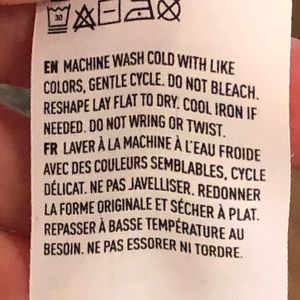 30
EN MACHINE WASH COLD WITH LIKE
COLORS, GENTLE CYCLE. DO NOT BLEACH.
RESHAPE LAY FLAT TO DRY. COOL IRON IF
NEEDED. DO NOT WRING OR TWIST.
FR LAVER À LA MACHINE À L'EAU FROIDE
AVEC DES COULEURS SEMBLABLES, CYCLE
DÉLICAT. NE PAS JAVELLISER. REDONNER
LA FORME ORIGINALE ET SÉCHER À PLAT.
REPASSER À BASSE TEMPÉRATURE AU
BESOIN. NE PAS ESSORER NI TORDRE.